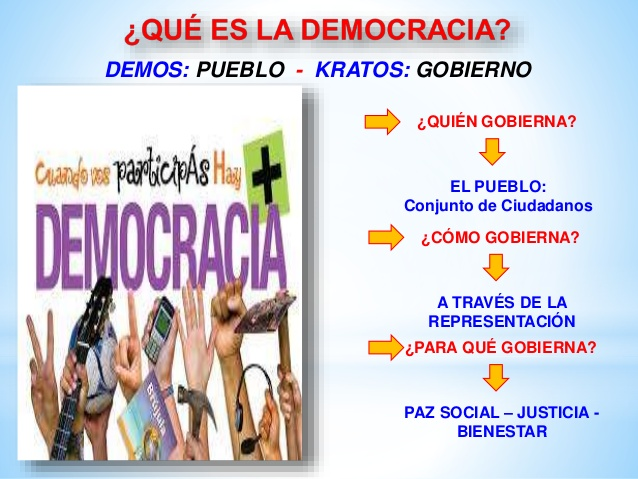 ¿QUÉ ES LA DEMOCRACIA?
DEMOS: PUEBLO - KRATOS: GOBIERNO
Cuando vos participÁs Hay +
DEMOCRACIA
BRÚJULA
¿QUIÉN GOBIERNA?
EL PUEBLO:
Conjunto de Ciudadanos
¿CÓMO GOBIERNA?
A TRAVÉS DE LA
REPRESENTACIÓN
¿PARA QUÉ GOBIERNA?
PAZ SOCIAL – JUSTICIA -
BIENESTAR